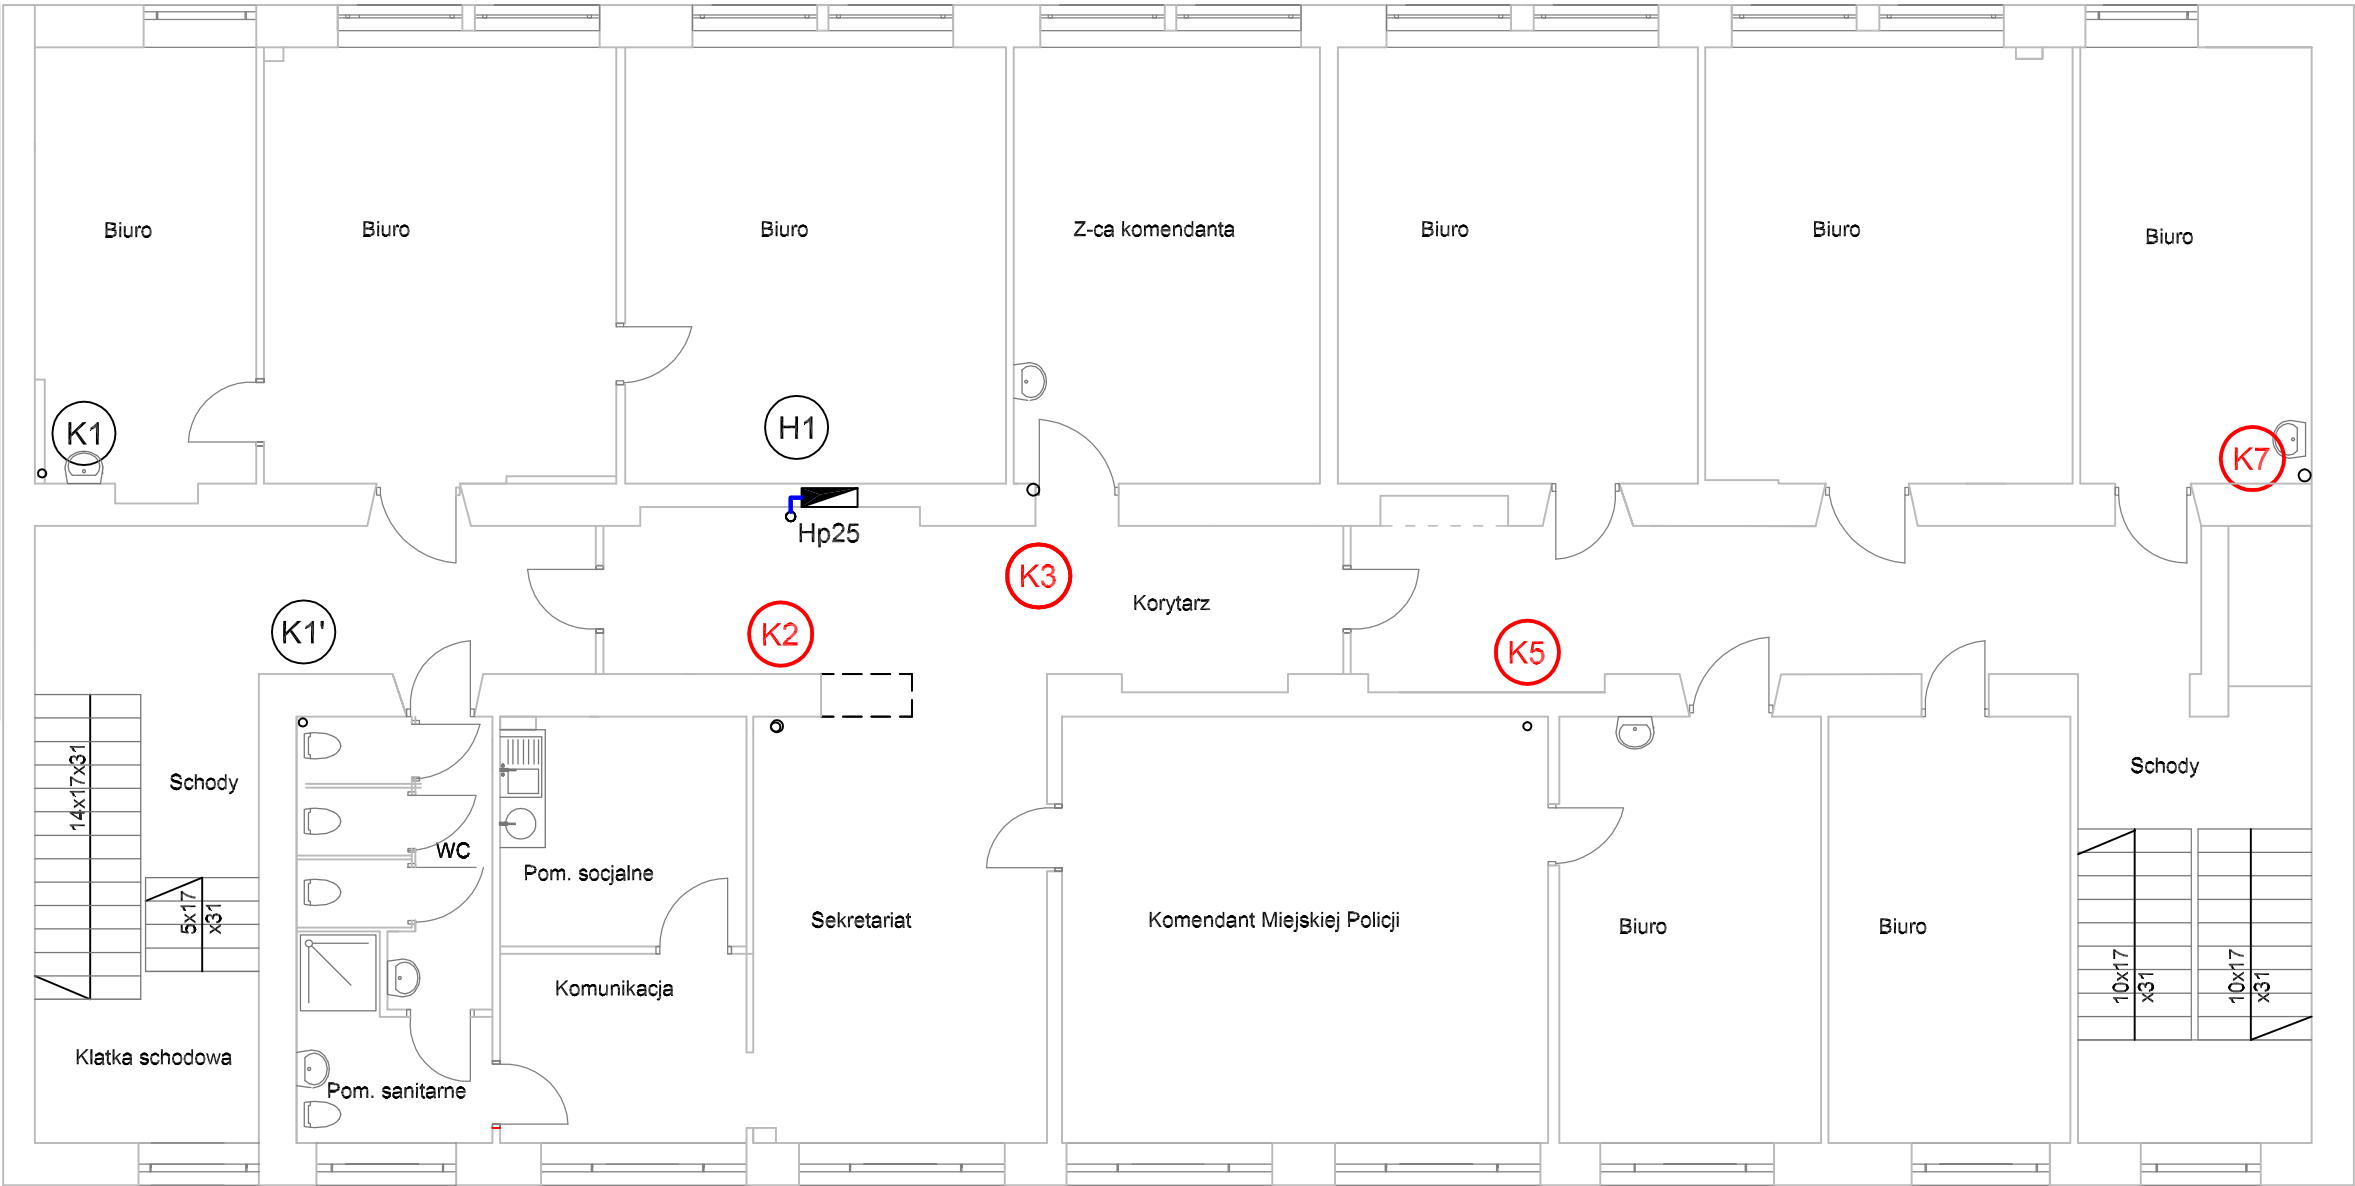 Biuro
Biuro
Biuro
Z-ca komendanta
Biuro
Biuro
Biuro
K1
H1
K7
Hp25
K3
Korytarz
K1'
K2
K5
14x17x31
Schody
WC
Pom. socjalne
Schody
5x17
x31
Sekretariat
Komendant Miejskiej Policji
Biuro
Biuro
10x17
x31
10x17
x31
Komunikacja
Klatka schodowa
Pom. sanitarne